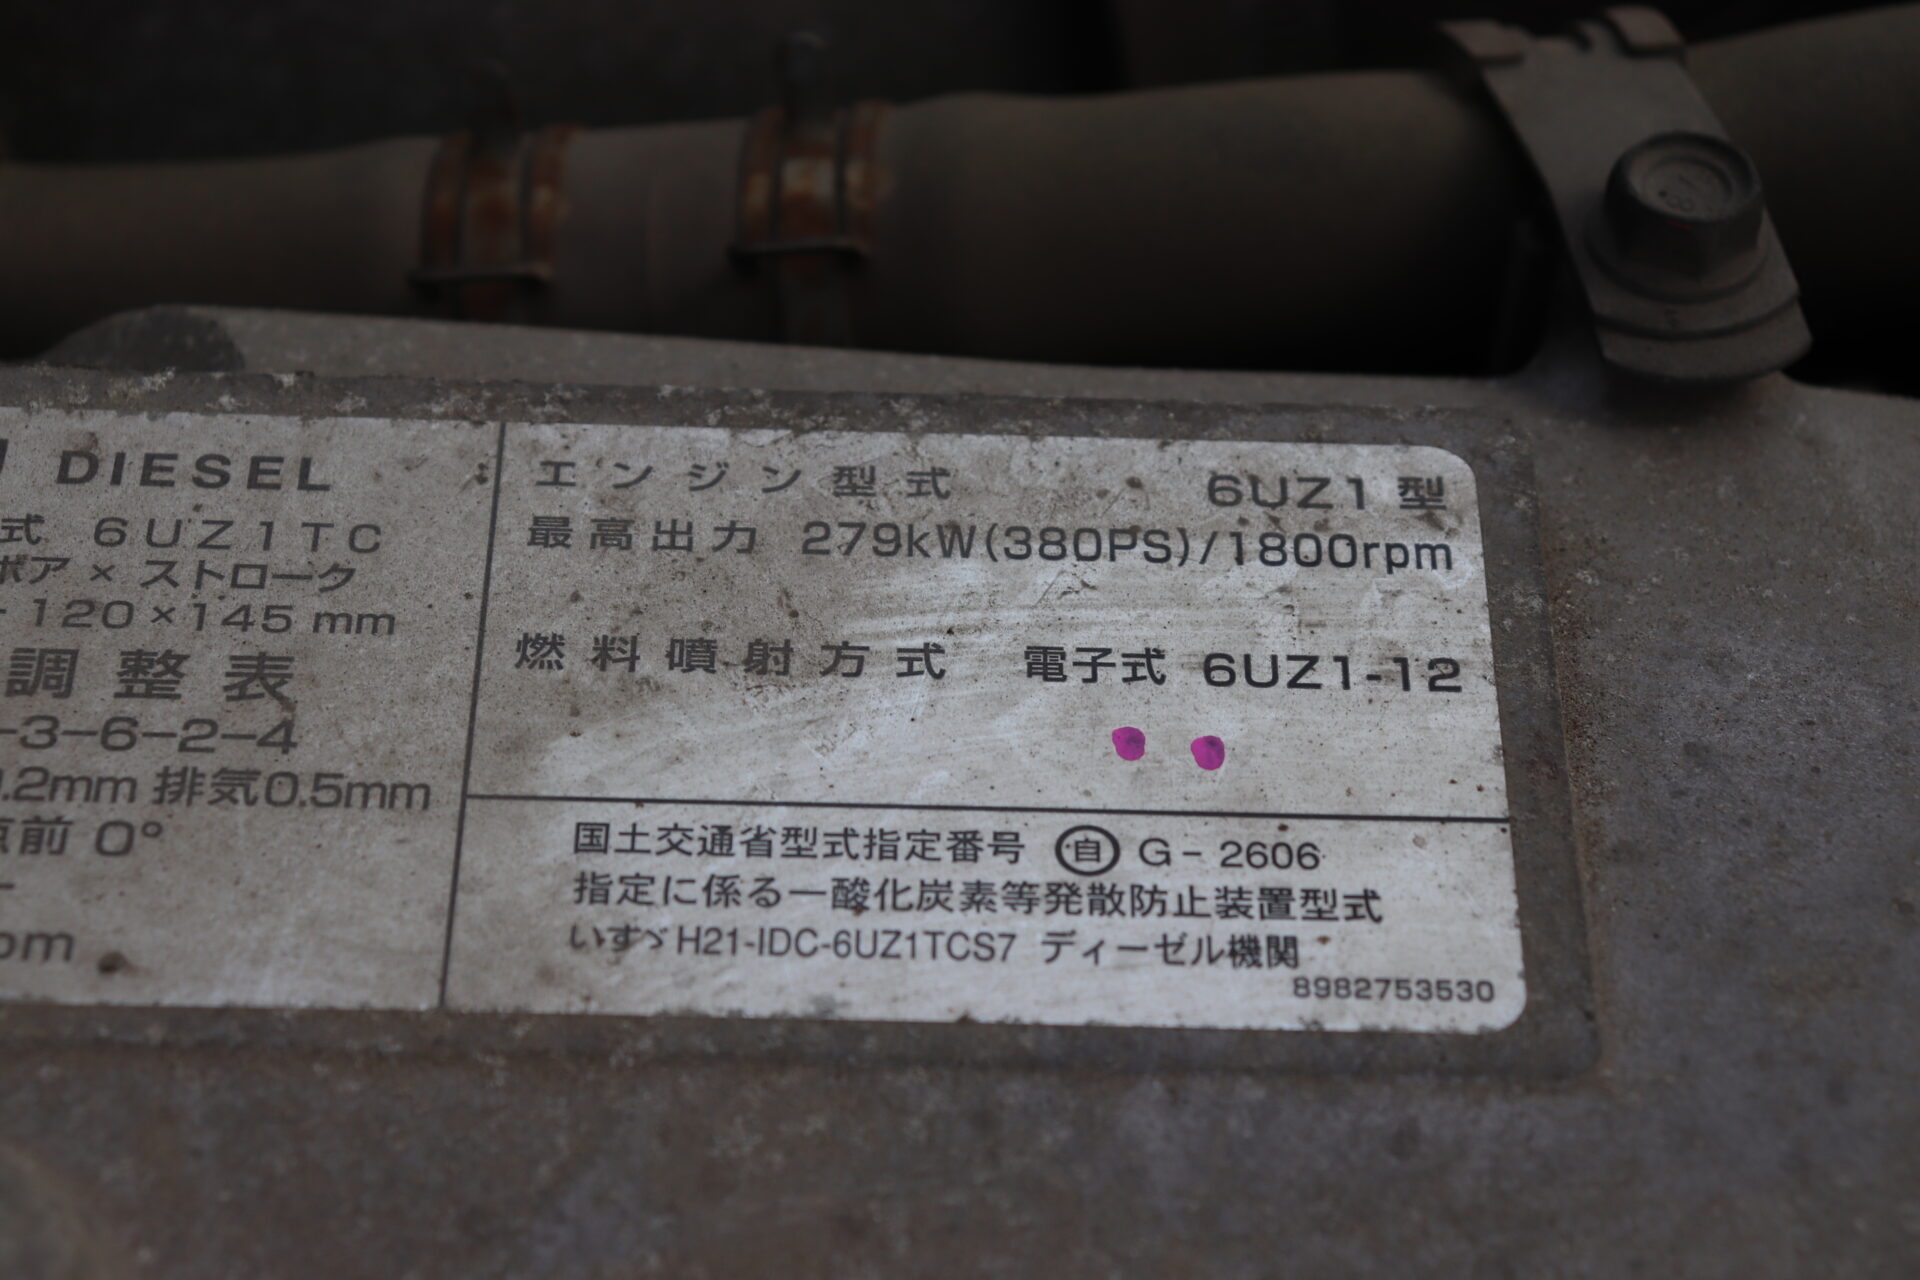 DIESEL
式 6UZ1TC
ボア × ストローク
120×145 mm
調整表
-3-6-2-4
.2mm 排気0.5mm
点前 0°
pm
エンジン型式 6UZ1 型
最高出力 279kW(380PS)/1800rpm
燃料噴射方式 電子式 6UZ1-12
国土交通省型式指定番号 自 G- 2606
指定に係る一酸化炭素等発散防止装置型式
いすゞH21-IDC-6UZ1TCS7 ディーゼル機関
8982753530